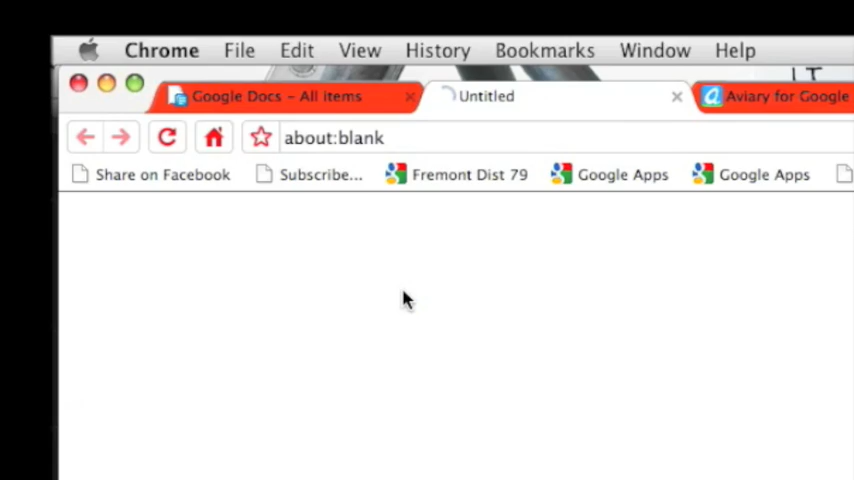 Chrome File Edit View History Bookmarks Window Help
Google Docs - All items Untitled Aviary for Google
about:blank
Share on Facebook Subscribe... Fremont Dist 79 Google Apps Google Apps